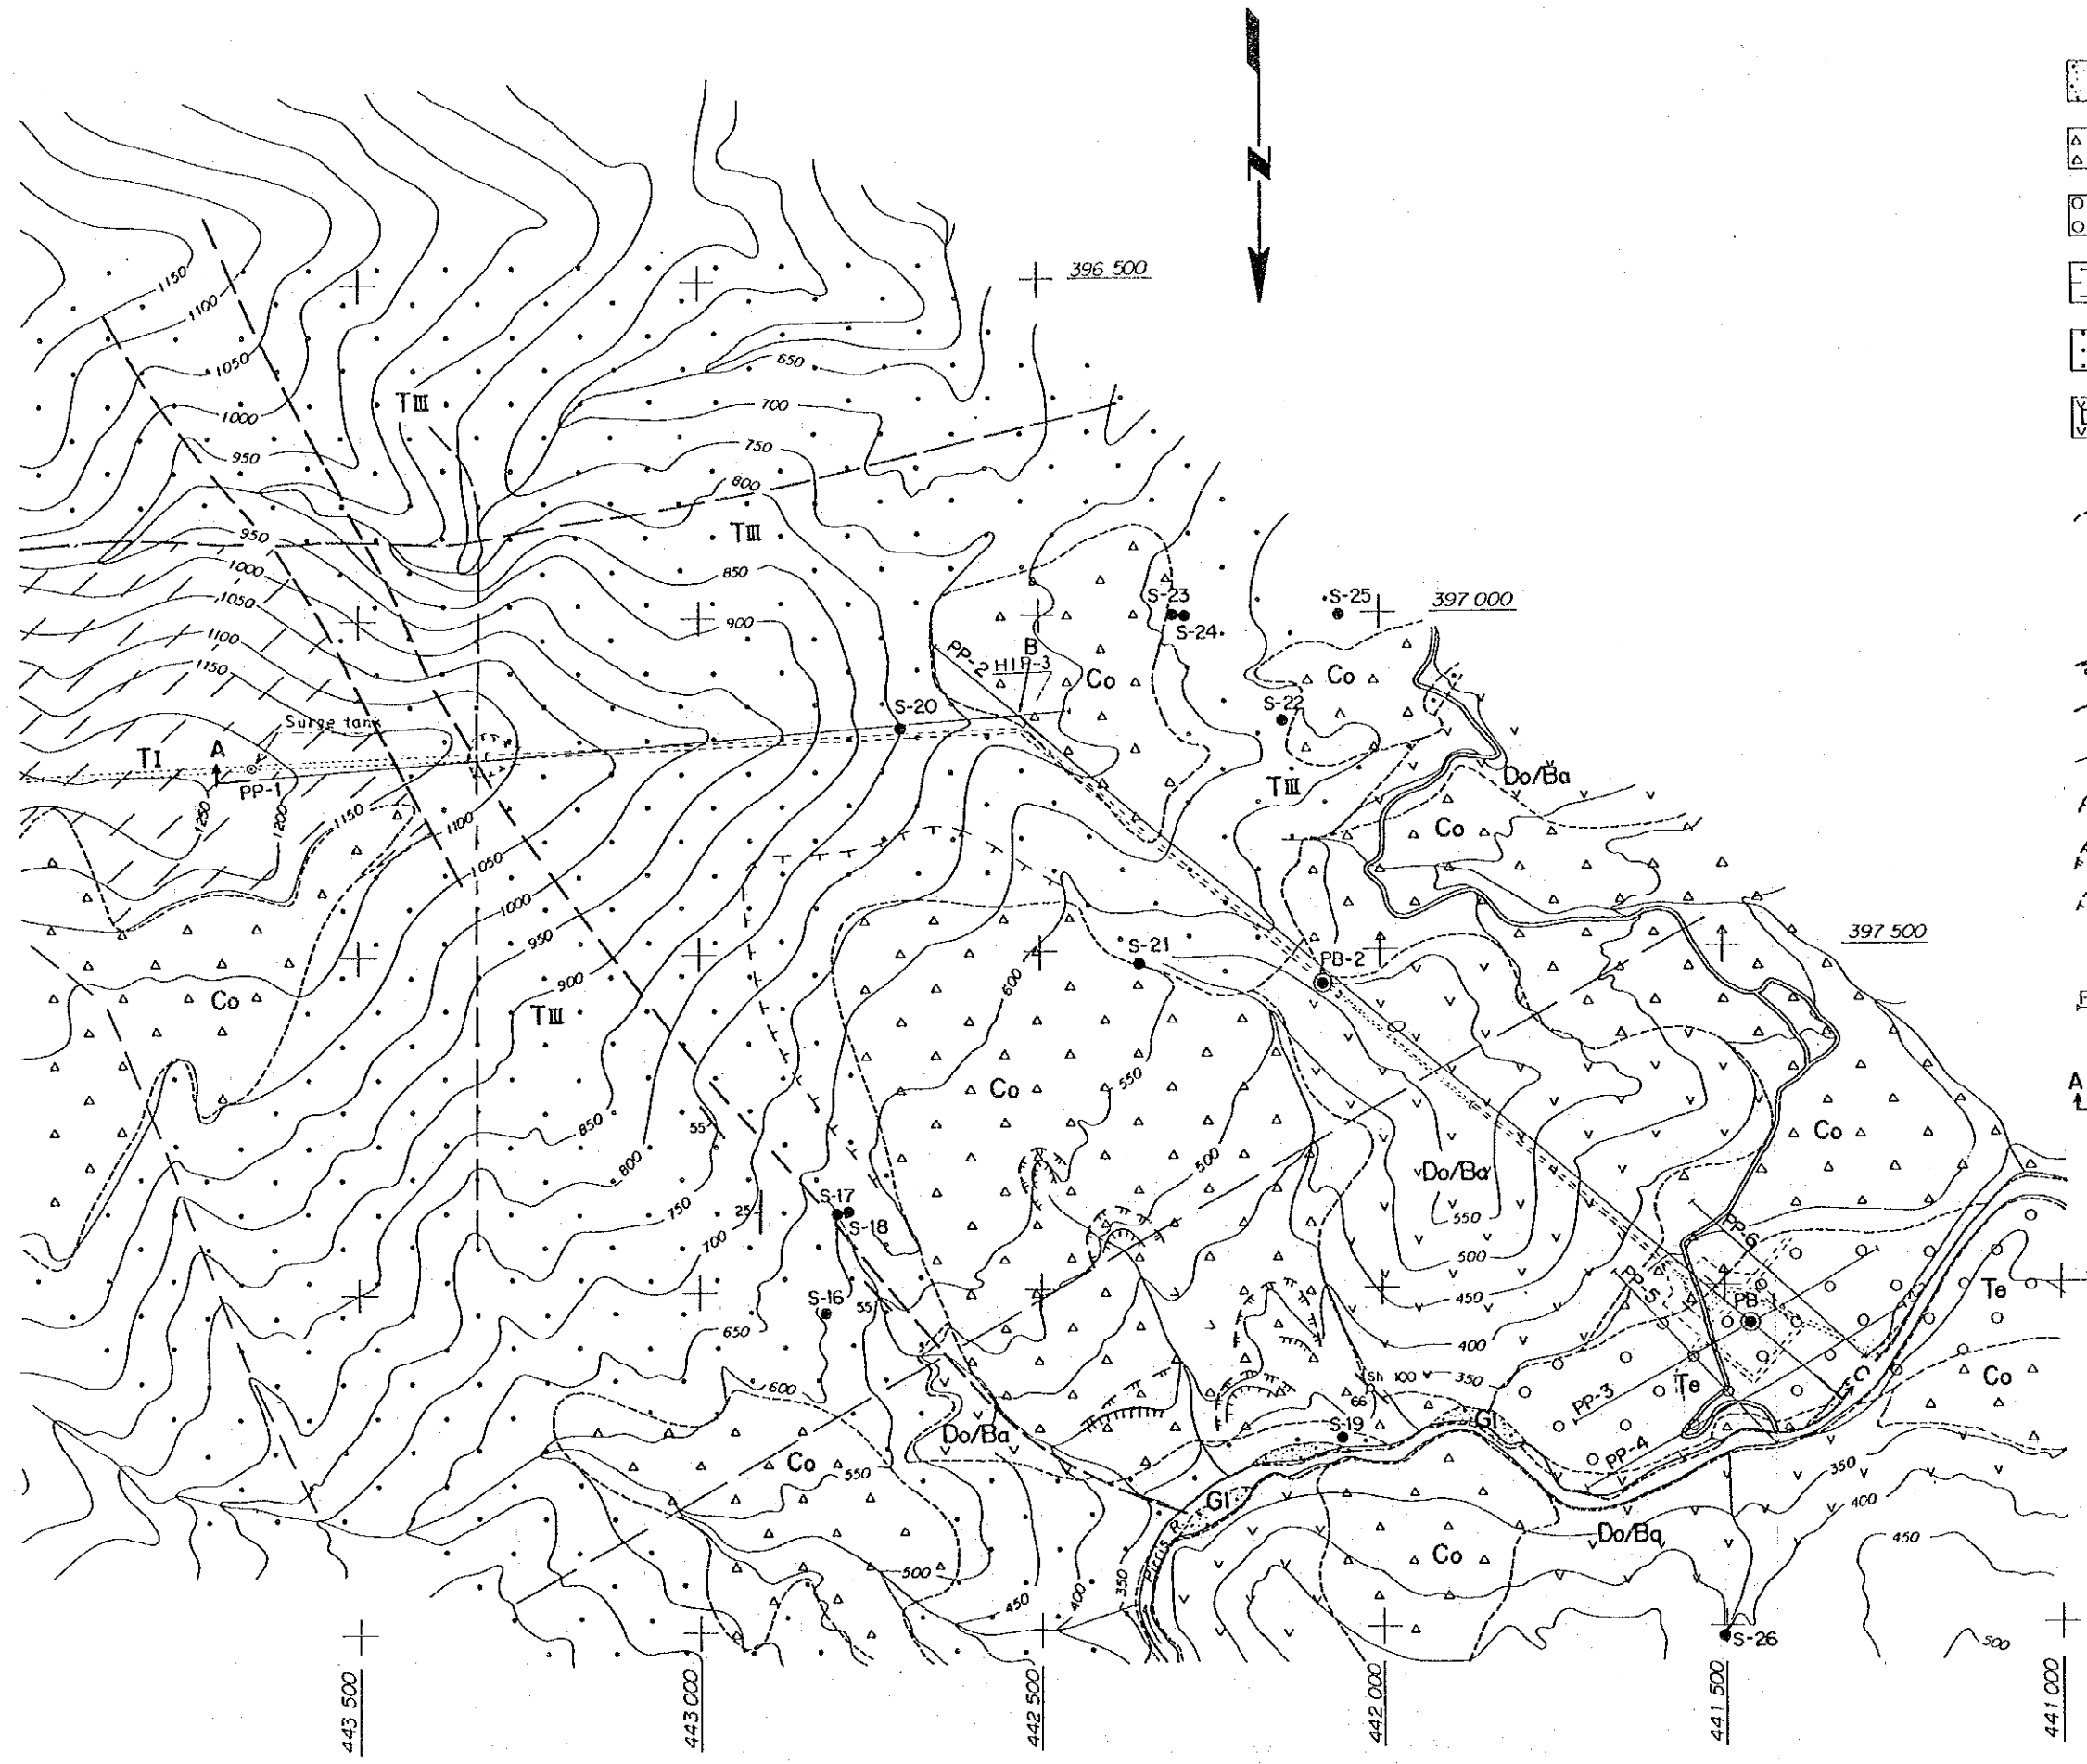 N
396 500
1150
1100
1050
650
TIII
1000
700
950
750
800
950
TIII
1000
850
1050
S-23
S-25
397 000
1100
900
S-24
B
PP-2
HIP-3
1150
Co
Co
S-20
S-22
Surge tank
TI
A
TIII
Do/Ba
PP-1
1250
1200
1150
1100
Co
1050
1000
397 500
950
S-21
PB-2
900
600
Co
TIII
550
Co
A
850
55
Co
800
500
Do/Ba
S-17
750
25
S-18
550
PP-6
700
500
PP-5
Te
S-16
55
450
PB-1
650
400
600
Sh 100
350
C
Co
66
PP-3
Te
Do/Ba
S-19
Gl
Co
550
PP-4
350
Gl
400
Piccis R.
Do/Ba
450
Co
500
450
400
350
S-26
500
443 500
443 000
442 500
442 000
441 500
441 000